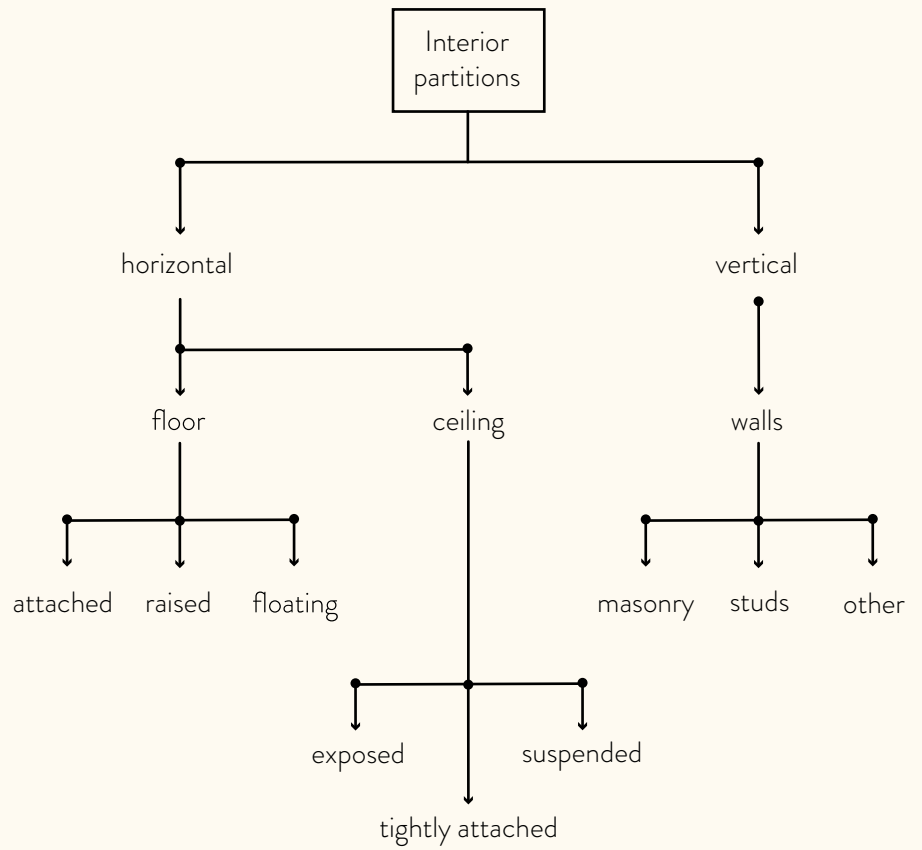 Interior
partitions
horizontal
vertical
floor
ceiling
walls
attached
raised
floating
masonry
studs
other
exposed
suspended
tightly attached